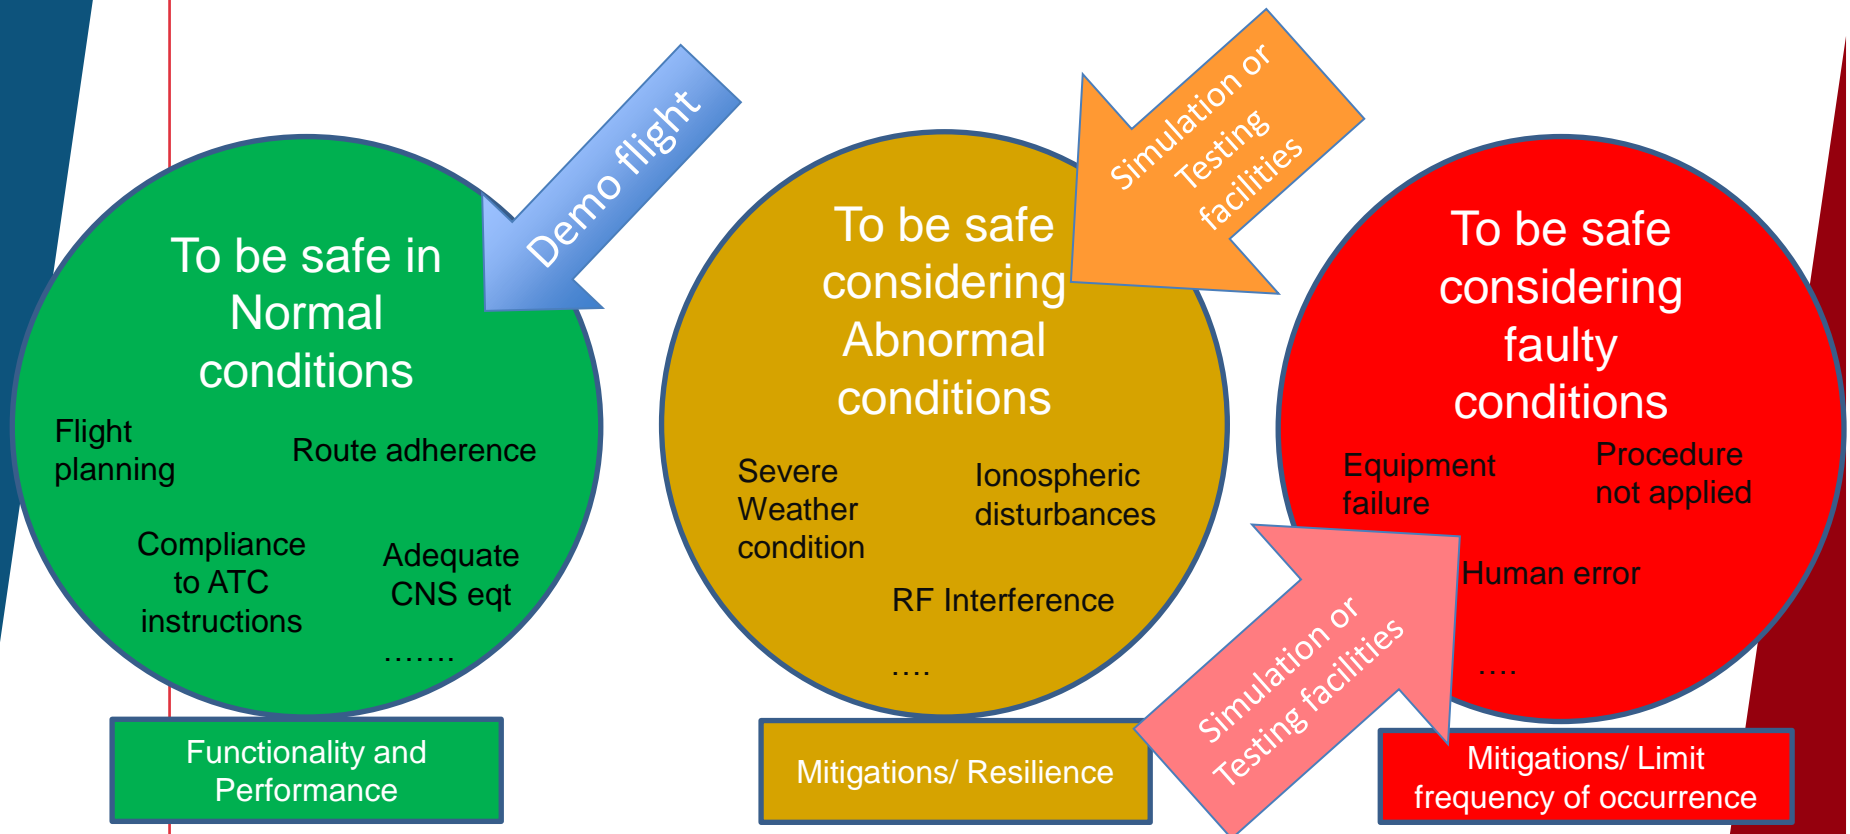 Demo flight
Simulation or
Testing
facilities
To be safe in
Normal
conditions
Flight
planning
Route adherence
Compliance
to ATC
instructions
Adequate
CNS eqt
.......
Functionality and
Performance
To be safe
considering
Abnormal
conditions
Severe
Weather
condition
Ionospheric
disturbances
RF Interference
....
Mitigations/ Resilience
Simulation or
Testing facilities
To be safe
considering
faulty
conditions
Equipment
failure
Procedure
not applied
Human error
....
Mitigations/ Limit
frequency of occurrence